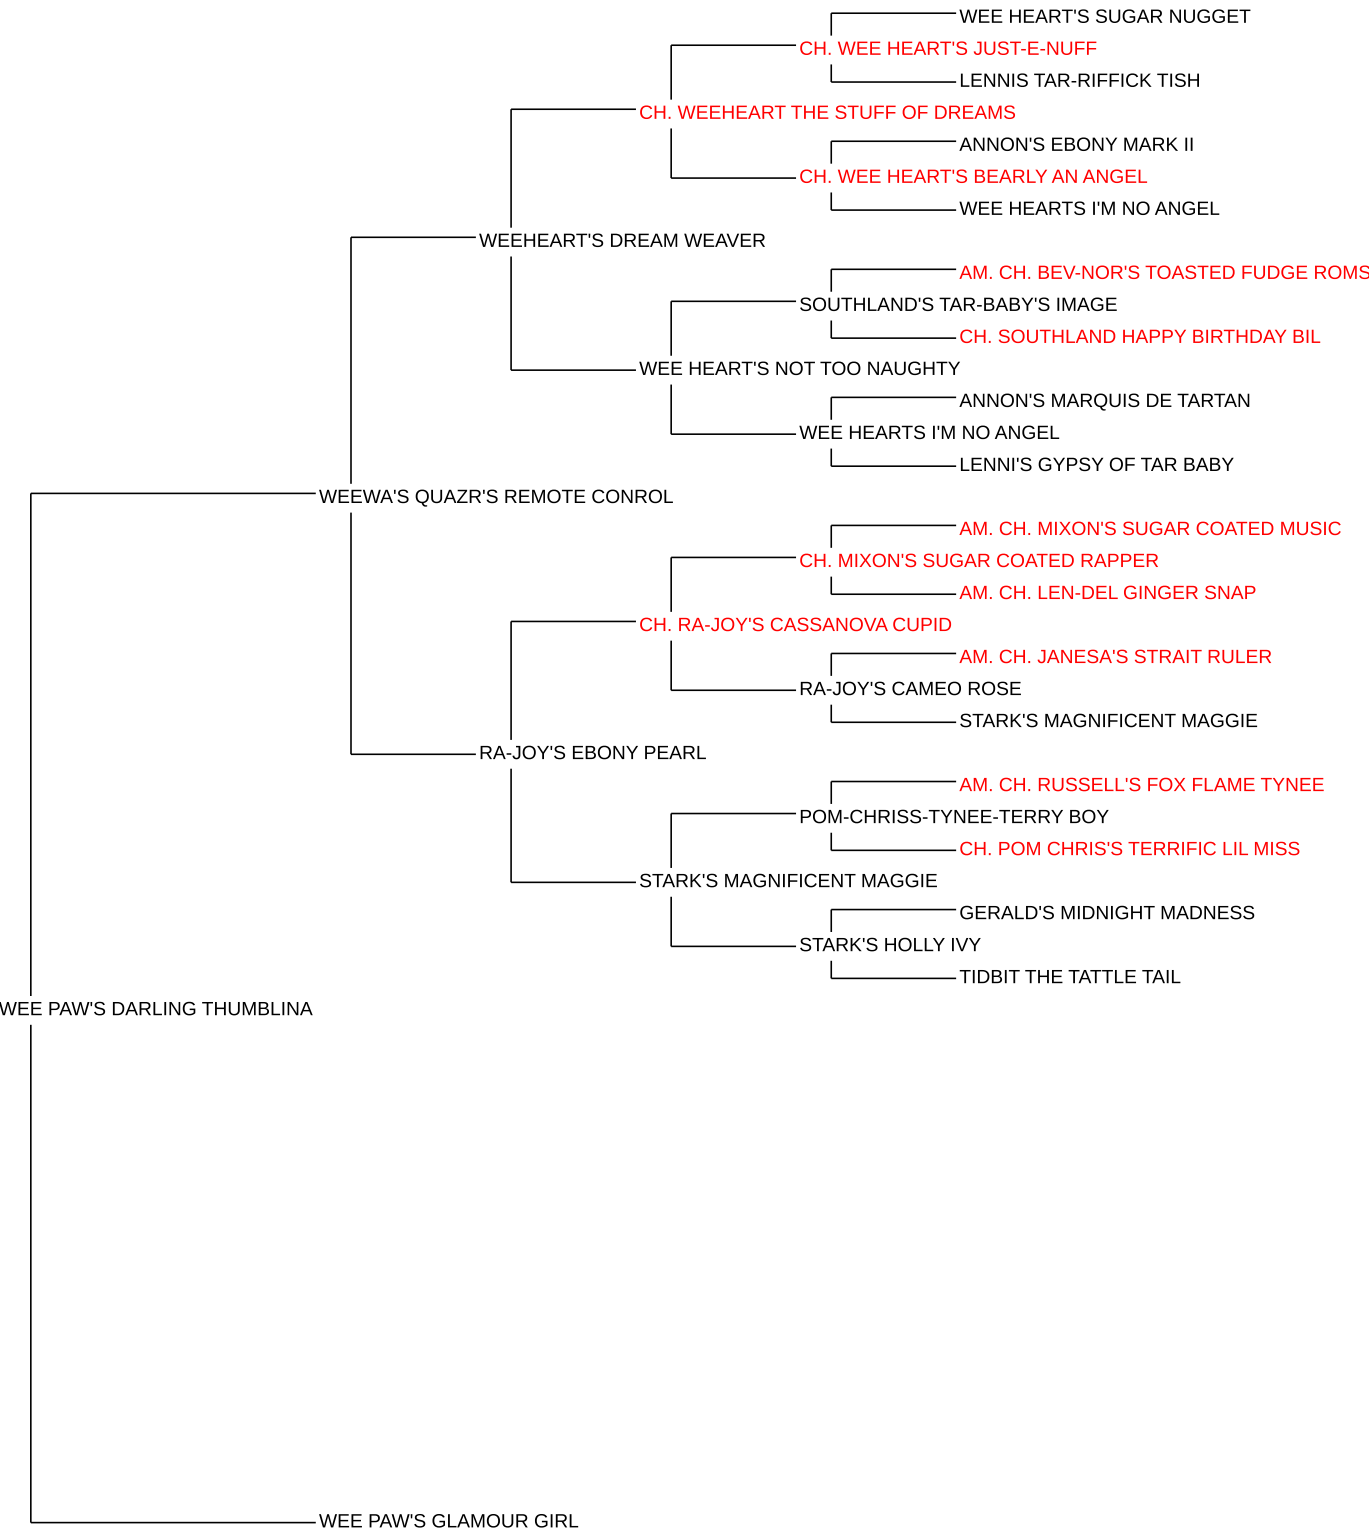 WEE HEART'S SUGAR NUGGET
CH. WEE HEART'S JUST-E-NUFF
LENNIS TAR-RIFFICK TISH
CH. WEEHEART THE STUFF OF DREAMS
ANNON'S EBONY MARK II
CH. WEE HEART'S BEARLY AN ANGEL
WEE HEARTS I'M NO ANGEL
WEEHEART'S DREAM WEAVER
AM. CH. BEV-NOR'S TOASTED FUDGE ROMS
SOUTHLAND'S TAR-BABY'S IMAGE
CH. SOUTHLAND HAPPY BIRTHDAY BIL
WEE HEART'S NOT TOO NAUGHTY
ANNON'S MARQUIS DE TARTAN
WEE HEARTS I'M NO ANGEL
LENNI'S GYPSY OF TAR BABY
WEEWA'S QUAZR'S REMOTE CONROL
AM. CH. MIXON'S SUGAR COATED MUSIC
CH. MIXON'S SUGAR COATED RAPPER
AM. CH. LEN-DEL GINGER SNAP
CH. RA-JOY'S CASSANOVA CUPID
AM. CH. JANESA'S STRAIT RULER
RA-JOY'S CAMEO ROSE
STARK'S MAGNIFICENT MAGGIE
RA-JOY'S EBONY PEARL
AM. CH. RUSSELL'S FOX FLAME TYNEE
POM-CHRISS-TYNEE-TERRY BOY
CH. POM CHRIS'S TERRIFIC LIL MISS
STARK'S MAGNIFICENT MAGGIE
GERALD'S MIDNIGHT MADNESS
STARK'S HOLLY IVY
TIDBIT THE TATTLE TAIL
WEE PAW'S DARLING THUMBLINA
WEE PAW'S GLAMOUR GIRL